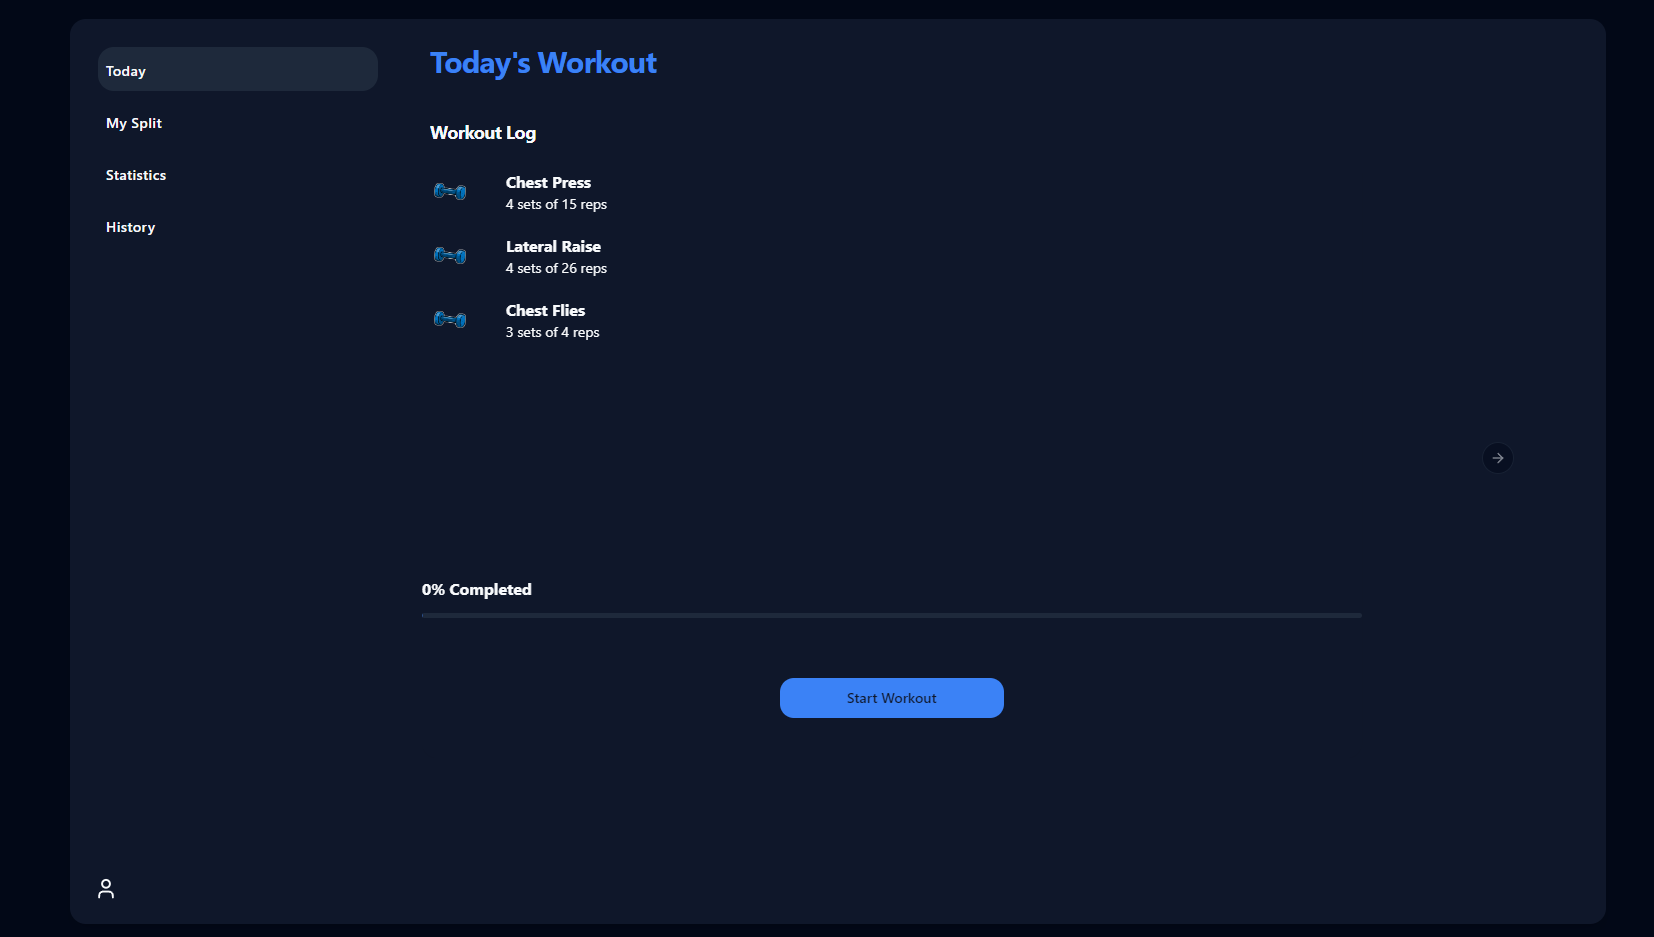 Today
My Split
Statistics
History
Today's Workout
Workout Log
Chest Press
4 sets of 15 reps
Lateral Raise
4 sets of 26 reps
Chest Flies
3 sets of 4 reps
0% Completed
Start Workout